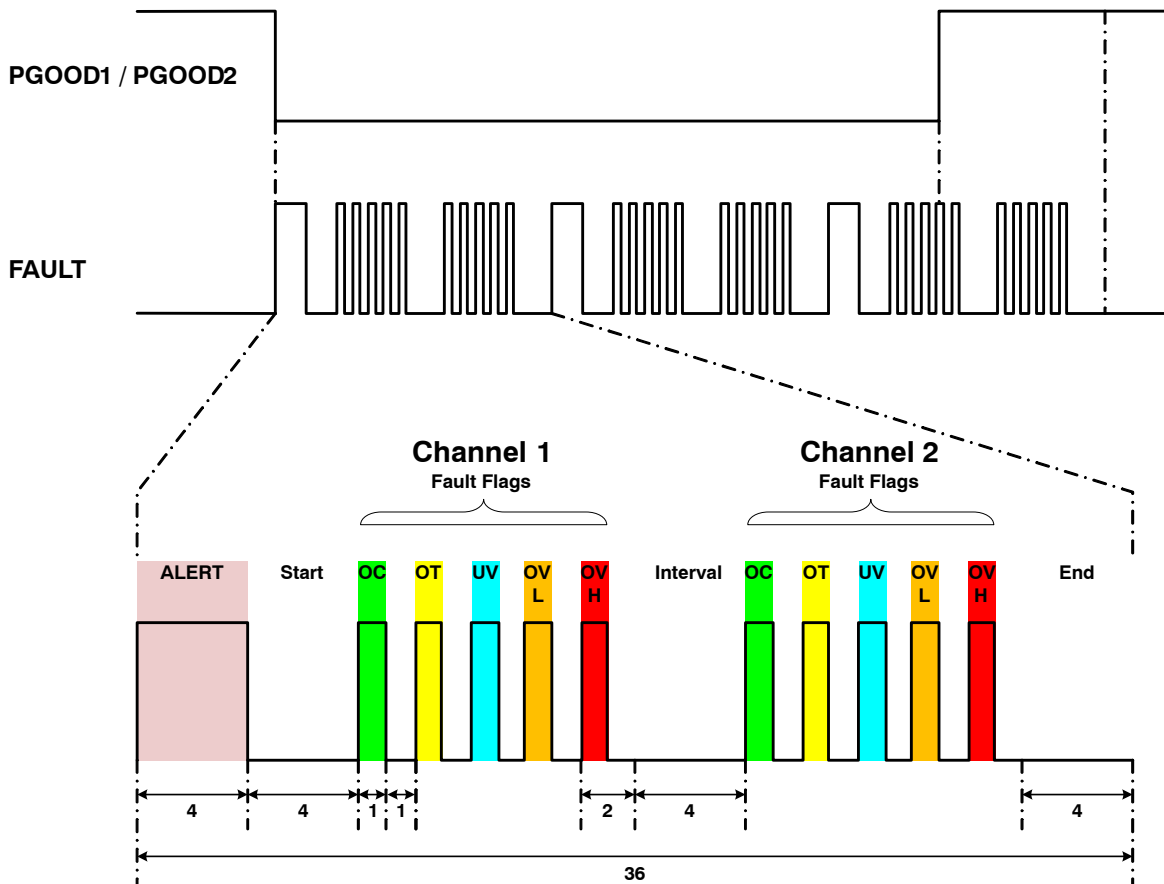 PGOOD1 / PGOOD2
FAULT
Channel 1
Fault Flags
Channel 2
Fault Flags
ALERT
Start
OC
OT
UV
OV
L
OV
H
Interval
OC
OT
UV
OV
L
OV
H
End
4
4
1
1
2
4
4
36